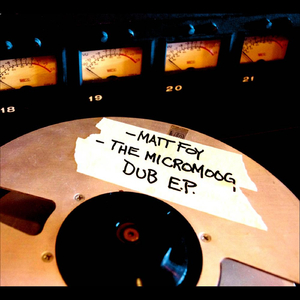 18
19
20
21
-MATT FOY
-THE MICROMOOG
DUB E.P.